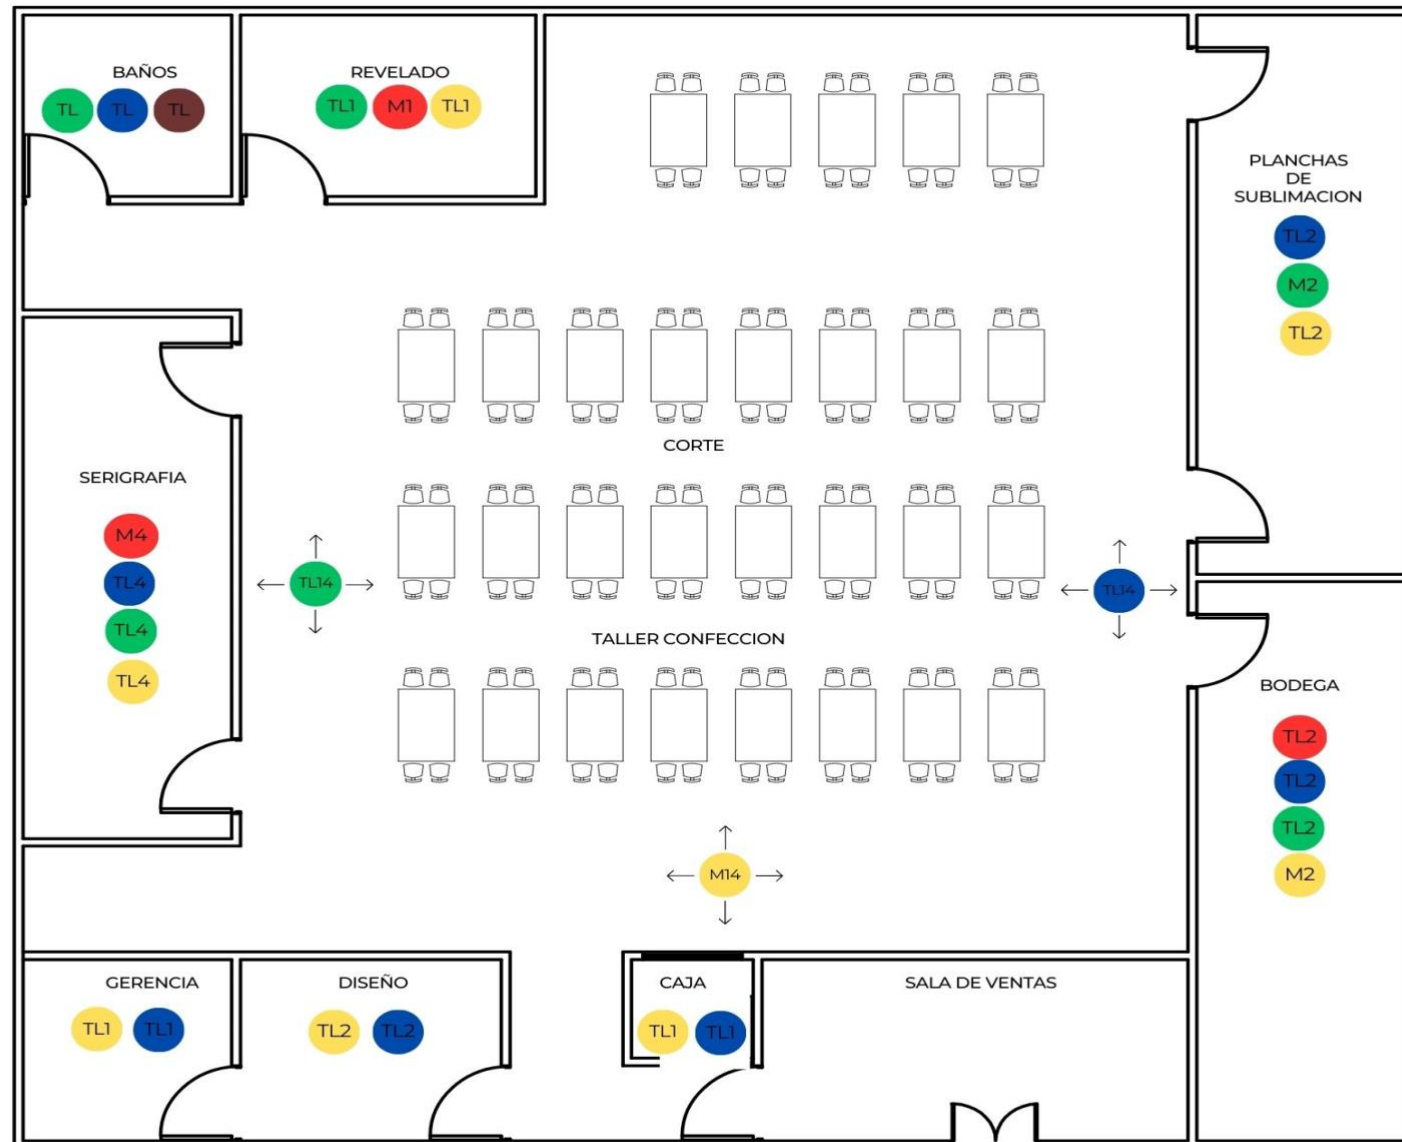 BAÑOS
TL TL TL
REVELADO
TL1 M1 TL1
PLANCHAS
DE
SUBLIMACION
TL2
M2
TL2
CORTE
SERIGRAFIA
M4
TL4
TL4
TL4
TL14
TL14
TALLER CONFECCION
BODEGA
TL2
TL2
TL2
M2
M14
GERENCIA
TL1 TL1
DISEÑO
TL2 TL2
CAJA
TL1 TL1
SALA DE VENTAS